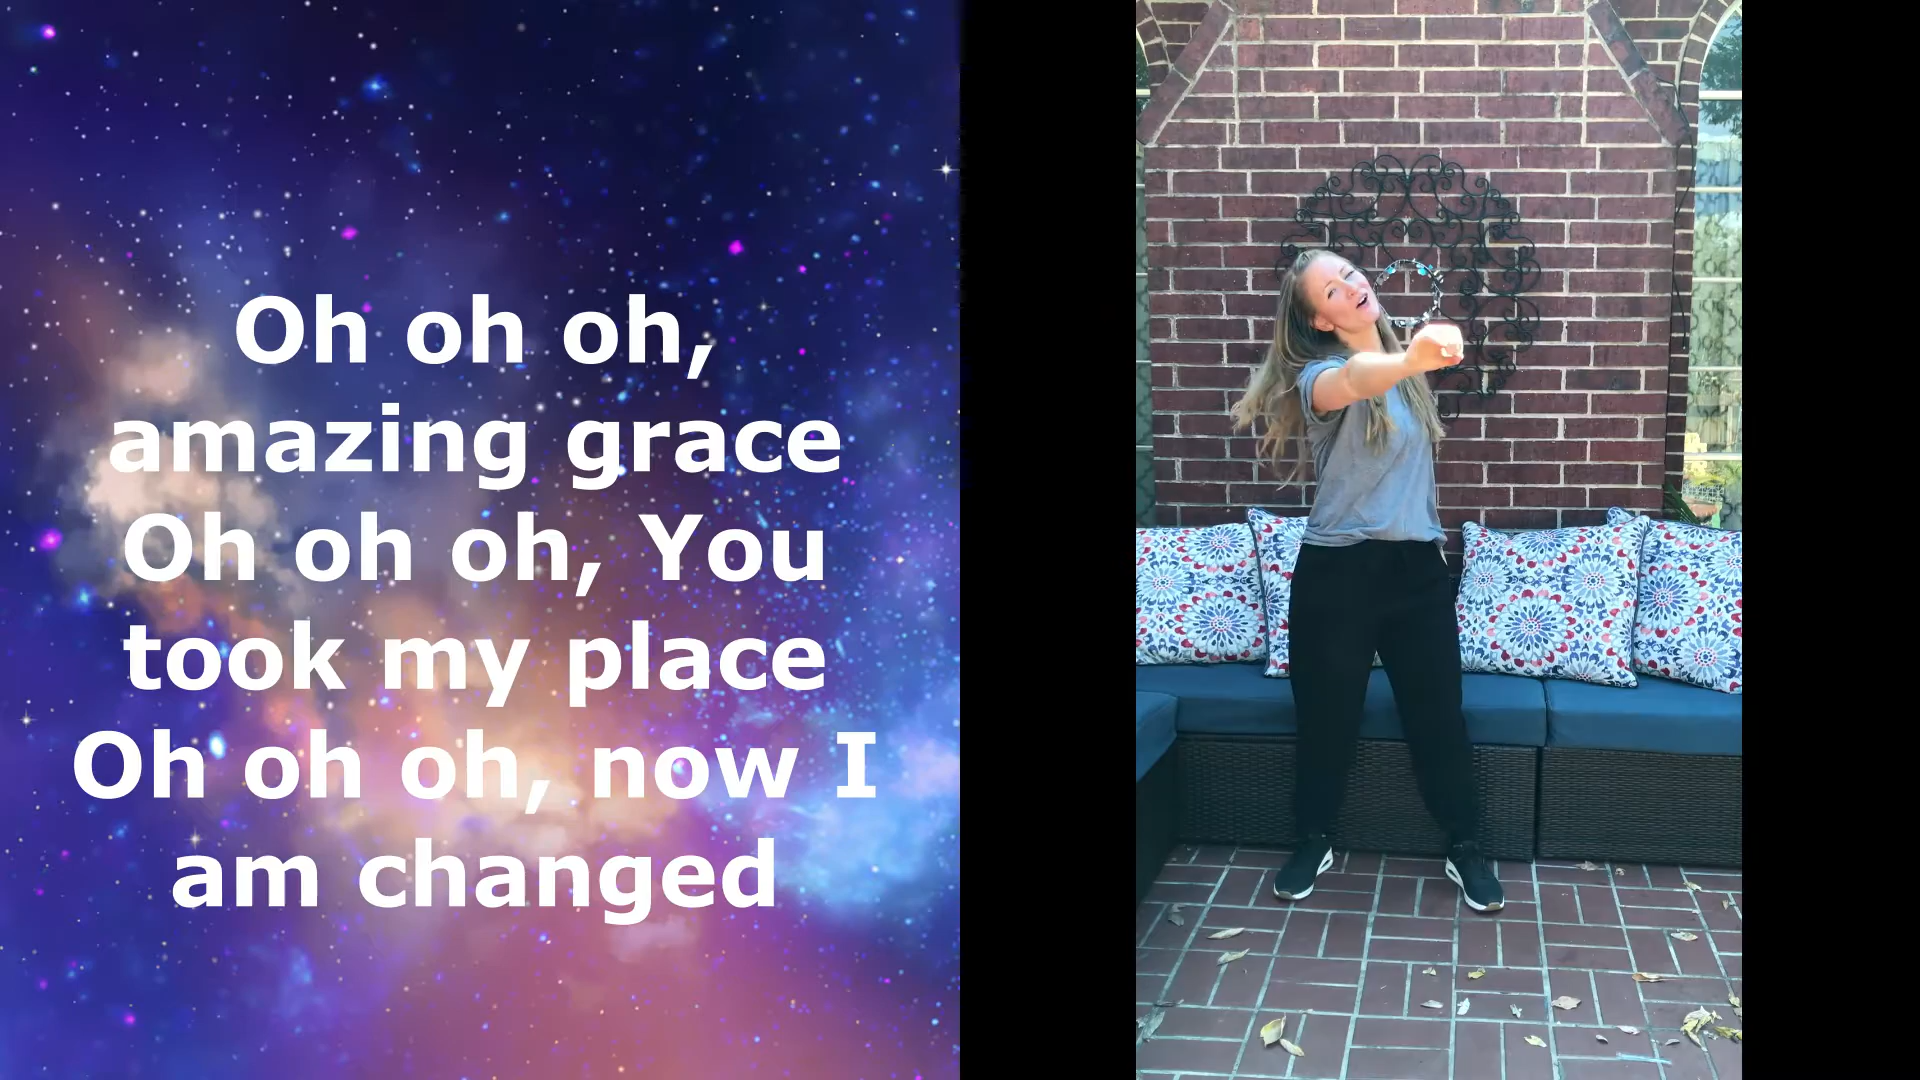 Oh oh oh,
amazing grace
Oh oh oh, You
took my place
Oh oh oh, now I
am changed